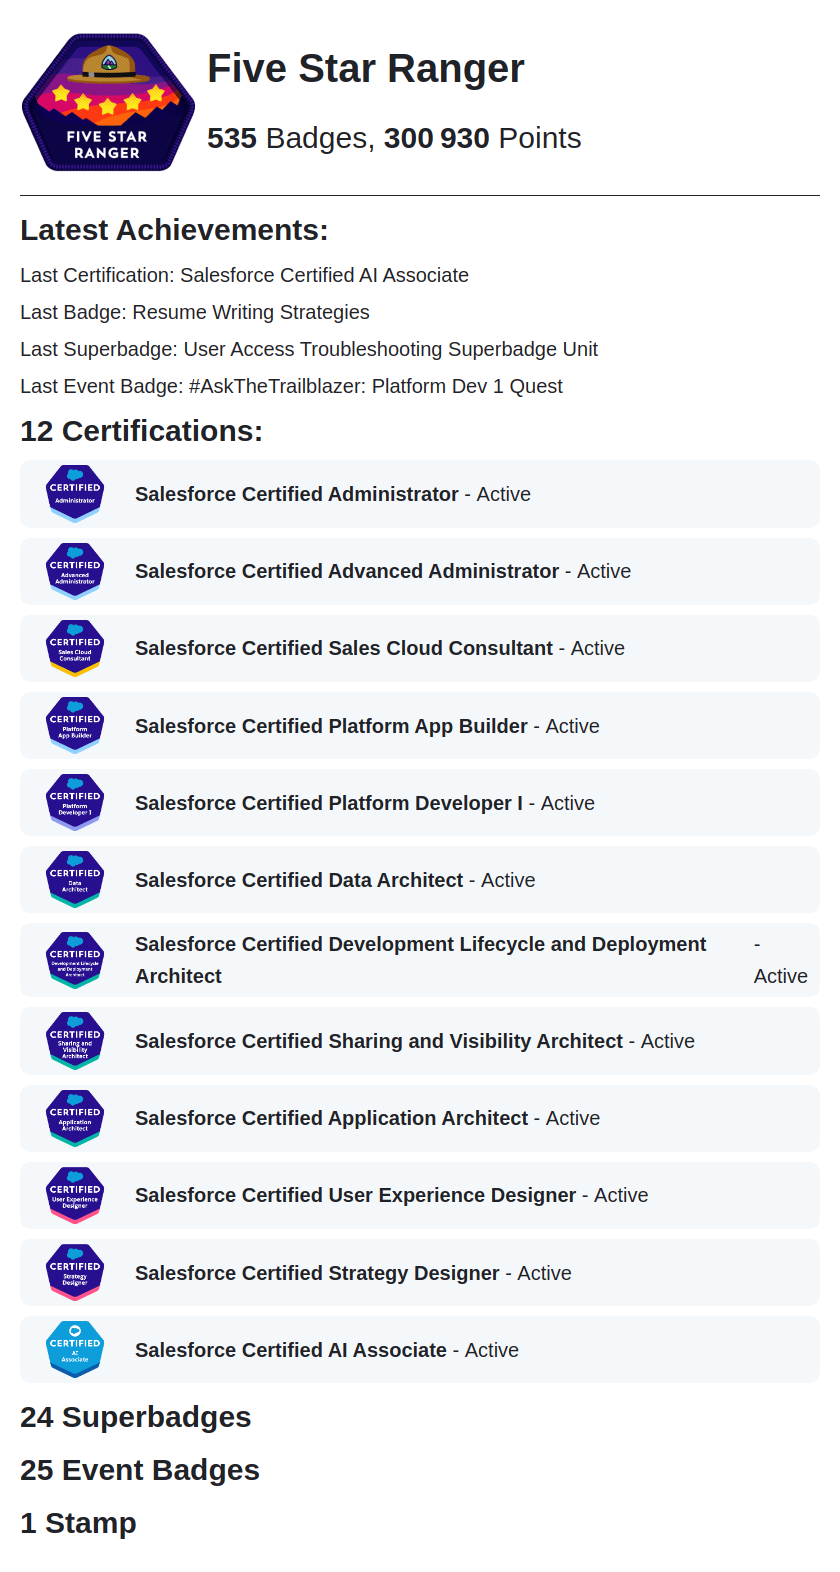 FIVE STAR
RANGER
Five Star Ranger
535 Badges, 300 930 Points
Latest Achievements:
Last Certification: Salesforce Certified AI Associate
Last Badge: Resume Writing Strategies
Last Superbadge: User Access Troubleshooting Superbadge Unit
Last Event Badge: #AskTheTrailblazer: Platform Dev 1 Quest
12 Certifications:
CERTIFIED
Administrator
Salesforce Certified Administrator - Active
CERTIFIED
Advanced
Administrator
Salesforce Certified Advanced Administrator - Active
CERTIFIED
Sales Cloud
Consultant
Salesforce Certified Sales Cloud Consultant - Active
CERTIFIED
Platform
App Builder
Salesforce Certified Platform App Builder - Active
CERTIFIED
Platform
Developer I
Salesforce Certified Platform Developer I - Active
CERTIFIED
Data
Architect
Salesforce Certified Data Architect - Active
CERTIFIED
Development Lifecycle
and Deployment
Architect
Salesforce Certified Development Lifecycle and Deployment -
Architect Active
CERTIFIED
Sharing and
Visibility
Architect
Salesforce Certified Sharing and Visibility Architect - Active
CERTIFIED
Application
Architect
Salesforce Certified Application Architect - Active
CERTIFIED
User Experience
Designer
Salesforce Certified User Experience Designer - Active
CERTIFIED
Strategy
Designer
Salesforce Certified Strategy Designer - Active
CERTIFIED
AI
Associate
Salesforce Certified AI Associate - Active
24 Superbadges
25 Event Badges
1 Stamp